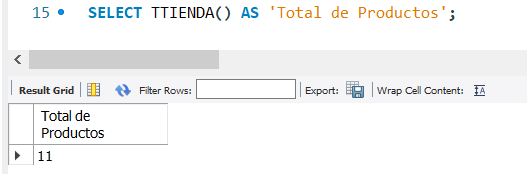 15 SELECT TTIENDA() AS 'Total de Productos';
Result Grid Filter Rows: Export: Wrap Cell Content: IA
Total de
Productos
11